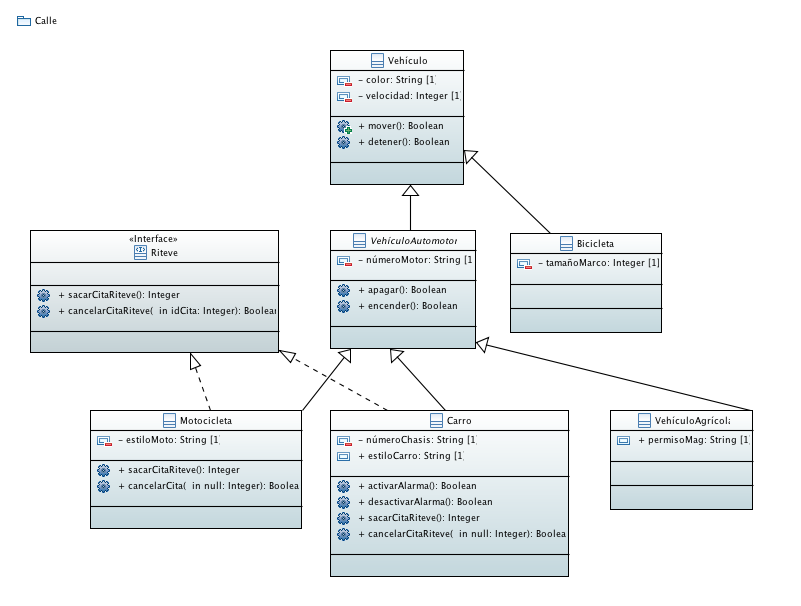 Calle
Vehículo
– color: String [1]
– velocidad: Integer [1]
+ mover(): Boolean
+ detener(): Boolean
«Interface»
Riteve
+ sacarCitaRiteve(): Integer
+ cancelarCitaRiteve( in idCita: Integer): Boolean
VehículoAutomotor
– númeroMotor: String [1
+ apagar(): Boolean
+ encender(): Boolean
Bicicleta
– tamañoMarco: Integer [1]
Motocicleta
– estiloMoto: String [1]
+ sacarCitaRiteve(): Integer
+ cancelarCita( in null: Integer): Boolea
Carro
– númeroChasis: String [1]
+ estiloCarro: String [1]
+ activarAlarma(): Boolean
+ desactivarAlarma(): Boolean
+ sacarCitaRiteve(): Integer
+ cancelarCitaRiteve( in null: Integer): Boolea
VehículoAgrícola
+ permisoMag: String [1]